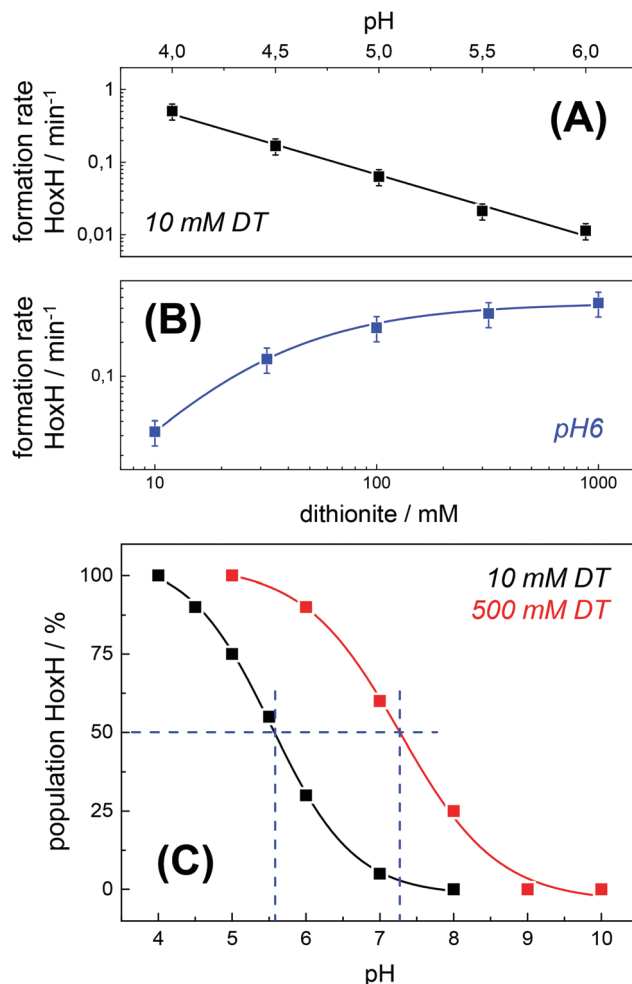 pH
4,0 4,5 5,0 5,5 6,0
formation rate
HoxH / min⁻¹
1
0,1
0,01
(A)
10 mM DT
formation rate
HoxH / min⁻¹
0,1
(B)
pH6
10 100 1000
dithionite / mM
population HoxH / %
100
75
50
25
0
10 mM DT
500 mM DT
(C)
4 5 6 7 8 9 10
pH